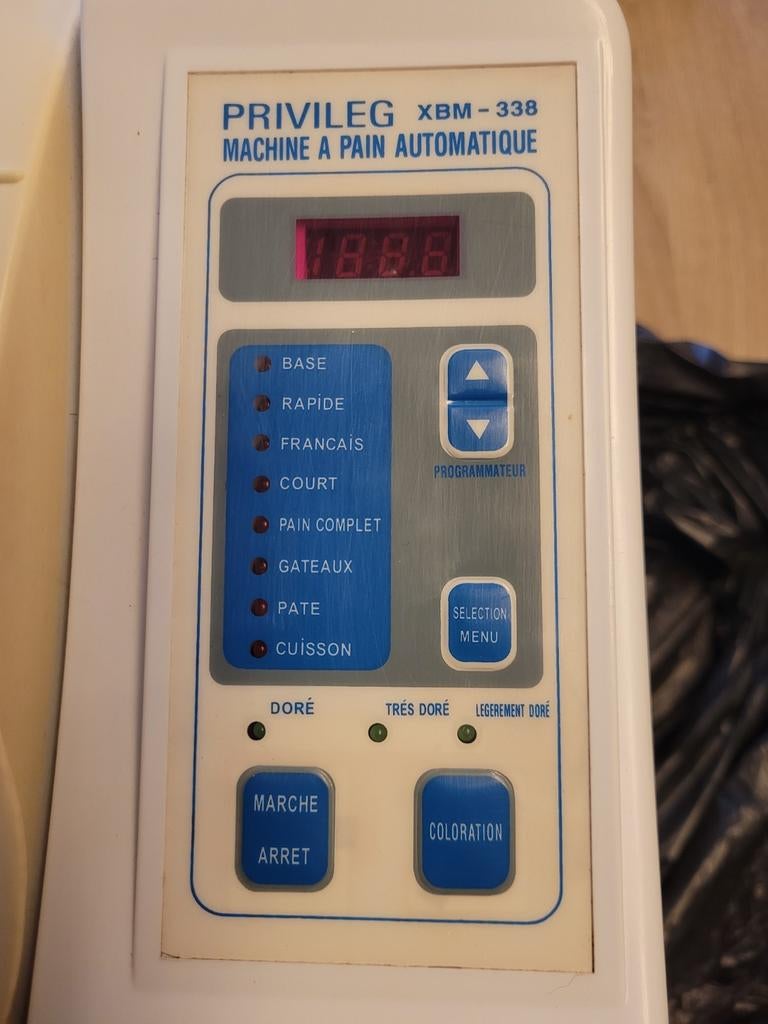 PRIVILEG XBM - 338
MACHINE A PAIN AUTOMATIQUE
BASE
RAPIDE
FRANCAIS
COURT
PAIN COMPLET
GATEAUX
PATE
CUISSON
PROGRAMMATEUR
SELECTION
MENU
DORÉ
TRÉS DORÉ
LEGEREMENT DORÉ
MARCHE
ARRET
COLORATION